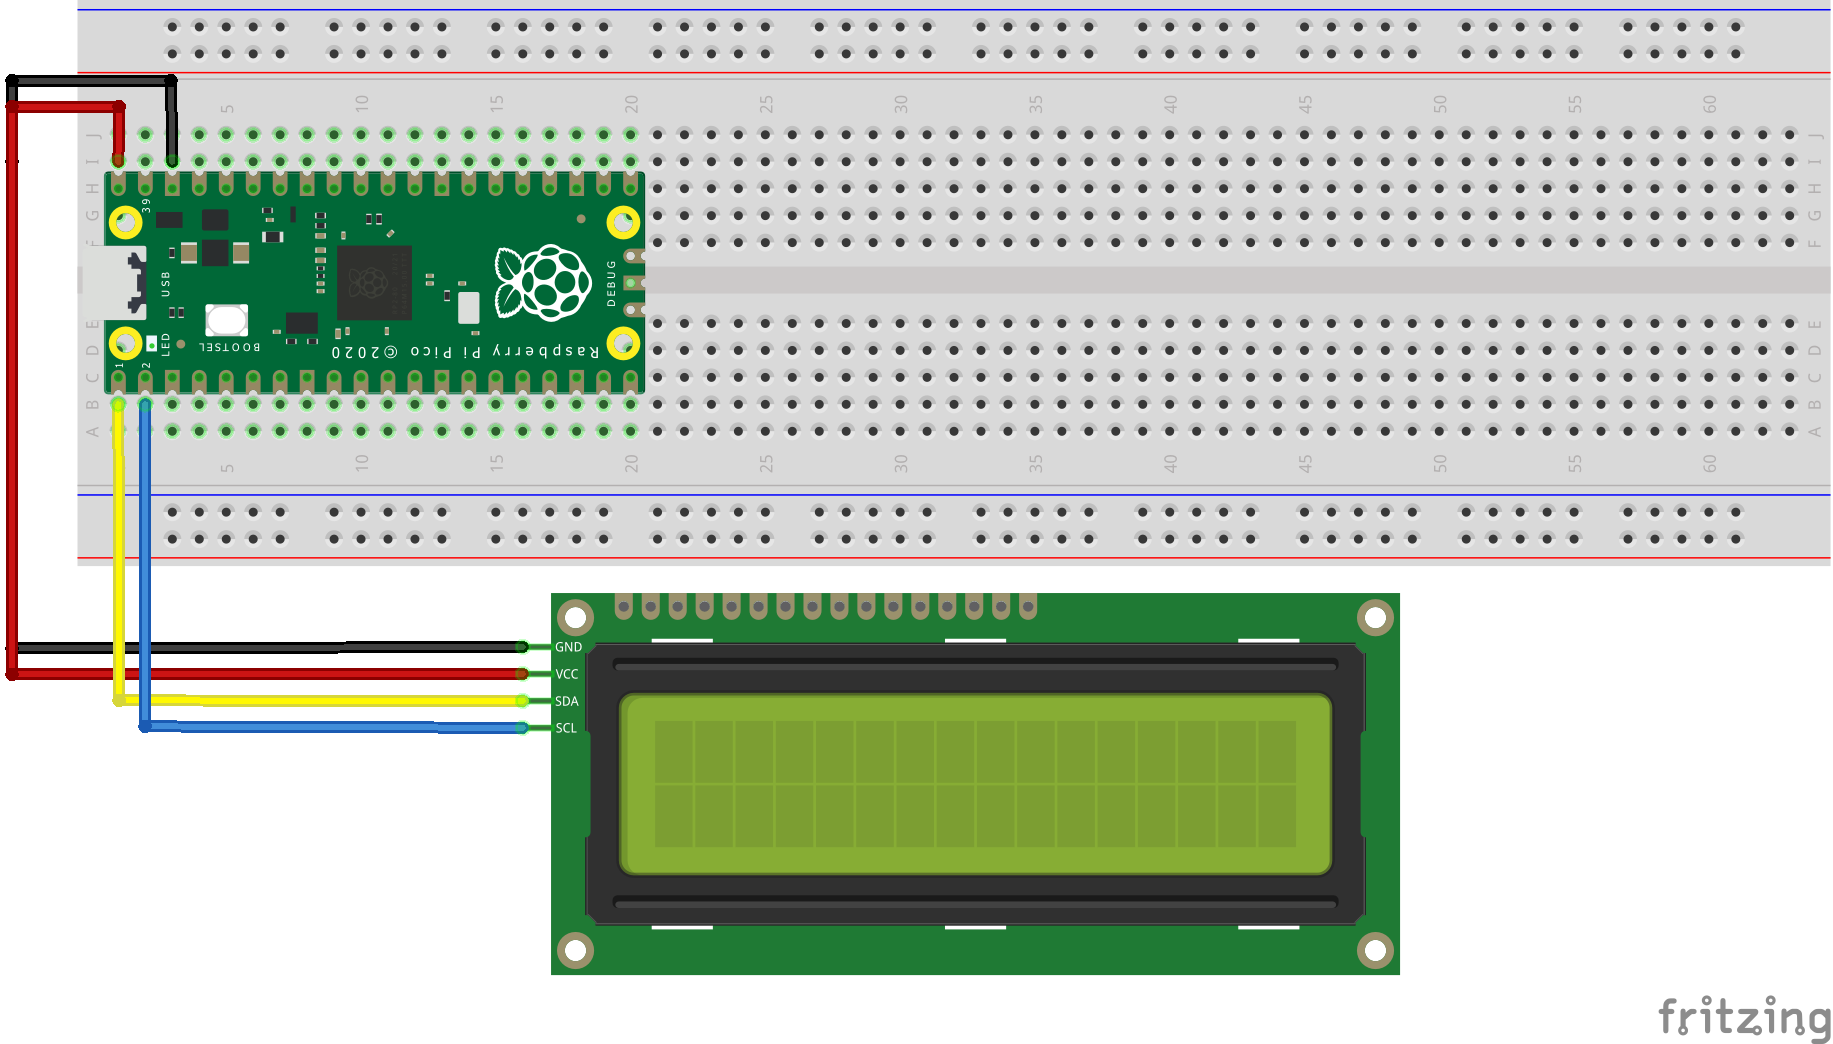 5 10 15 20 25 30 35 40 45 50 55 60
J J
I I
H H
G G
F F
39
USB
DEBUG
BOOTSEL
LED
Raspberry Pi Pico ©2020
1 2
E E
D D
C C
B B
A A
5 10 15 20 25 30 35 40 45 50 55 60
GND
VCC
SDA
SCL
fritzing